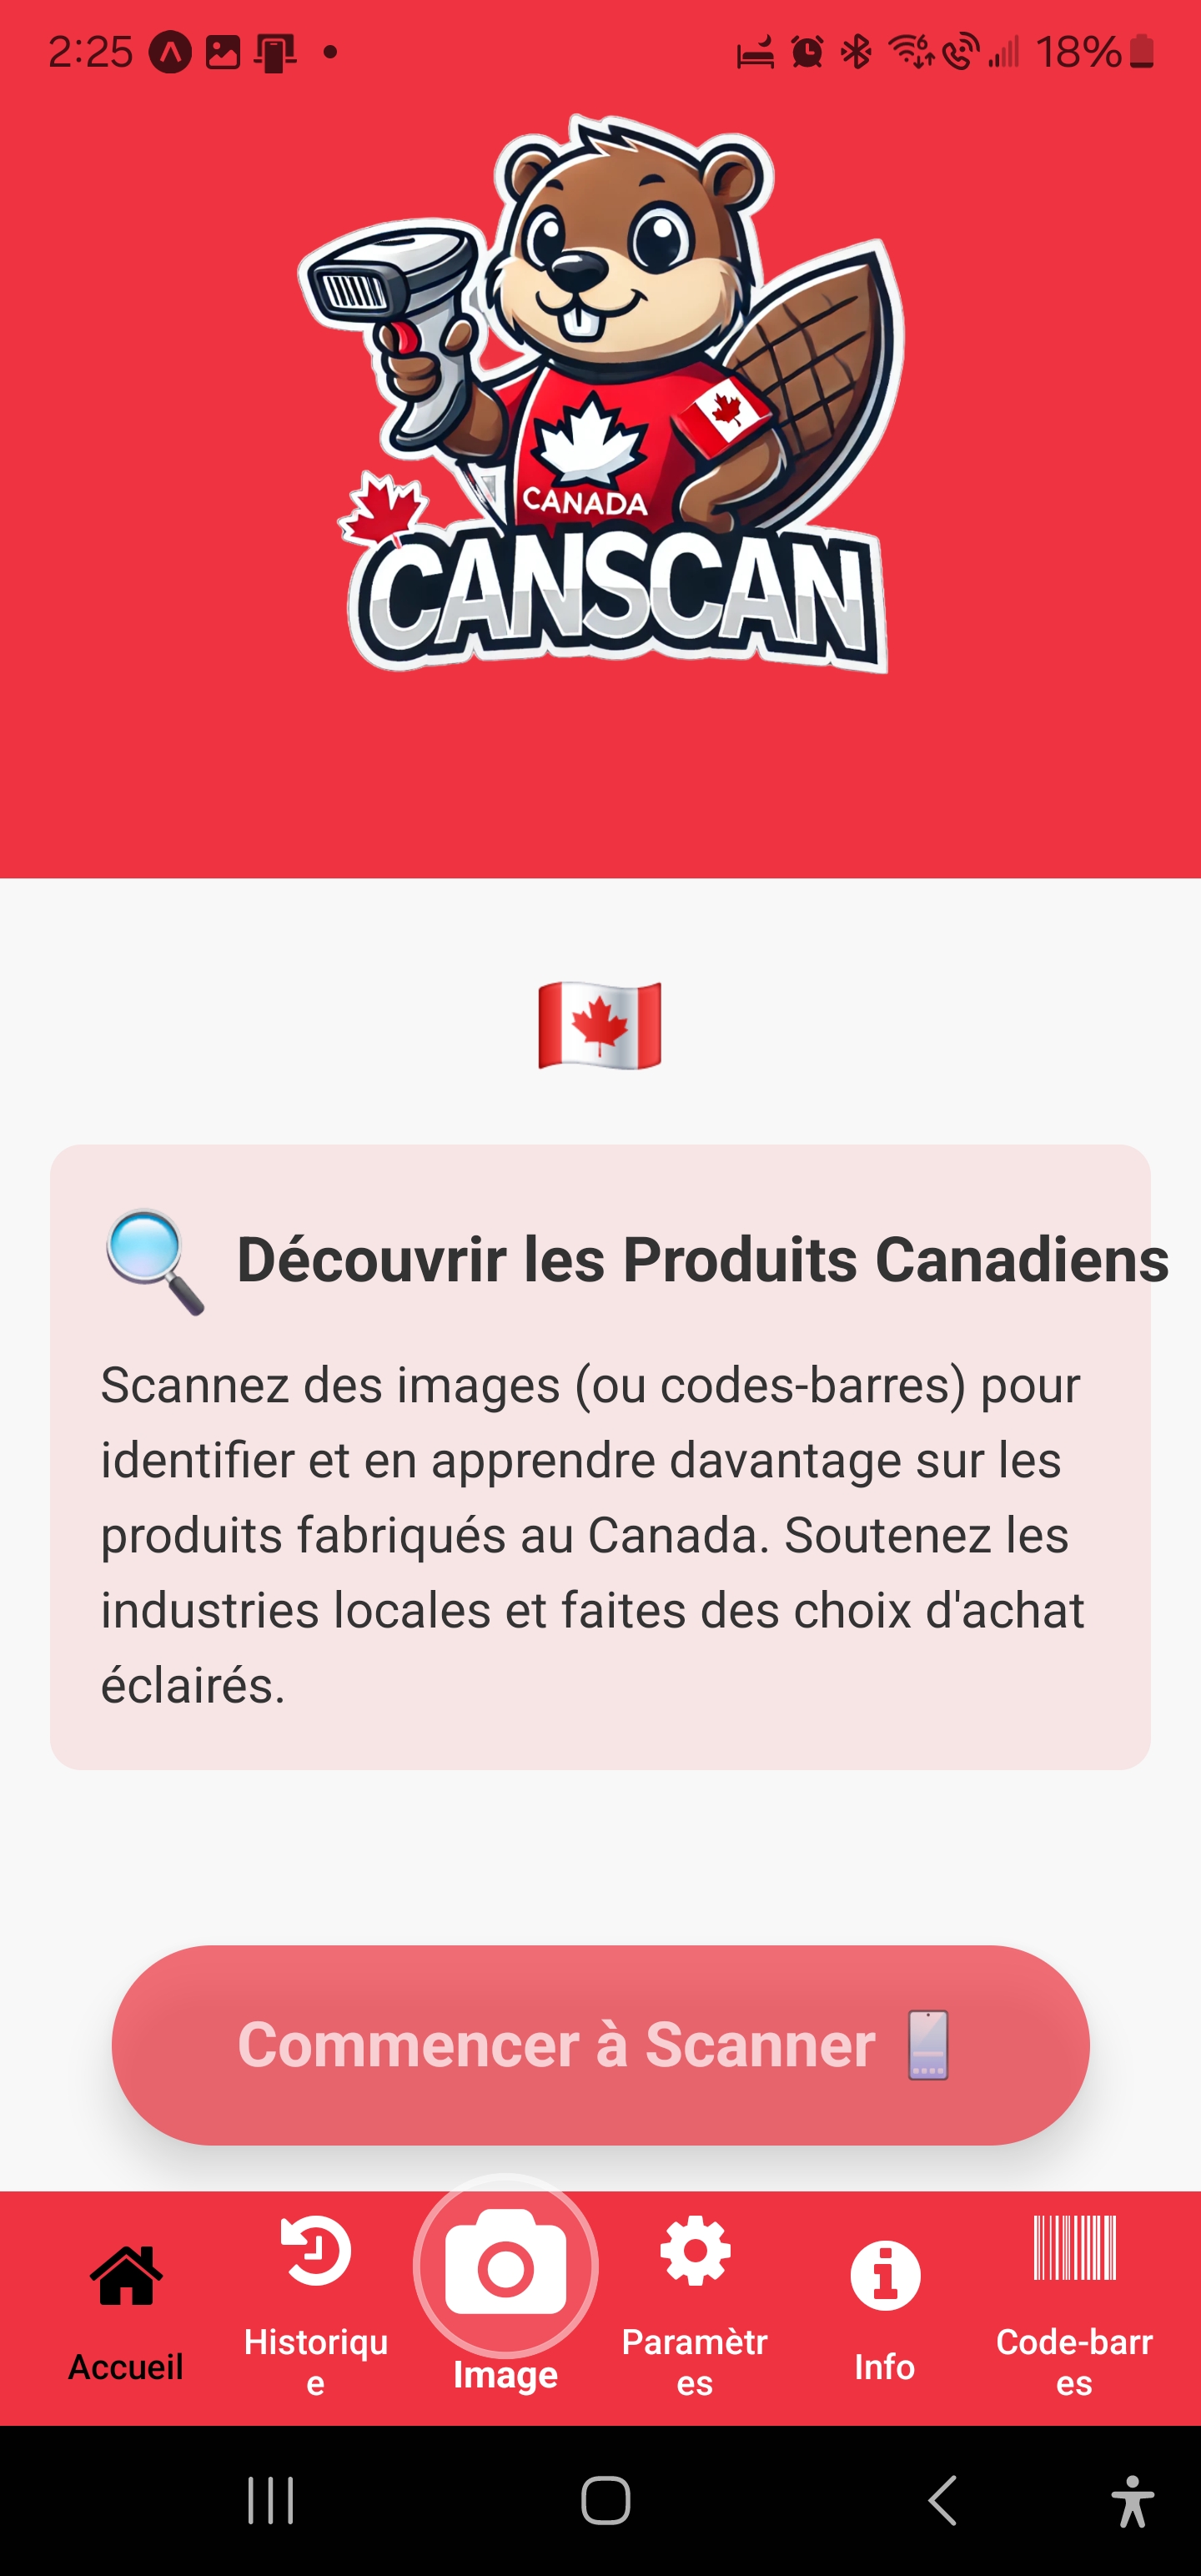 2:25
6
18%
CANADA
CANSCAN
Découvrir les Produits Canadiens
Scannez des images (ou codes-barres) pour
identifier et en apprendre davantage sur les
produits fabriqués au Canada. Soutenez les
industries locales et faites des choix d'achat
éclairés.
Commencer à Scanner
Accueil
Historiqu
e
Image
Paramètr
es
Info
Code-barr
es